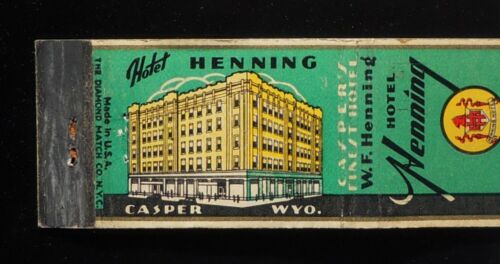 Hotel HENNING
CASPER WYO.
CASPER'S
FINEST HOTEL
W.F. Henning
HOTEL
Henning
Made in U.S.A.
THE DIAMOND MATCH CO. N.Y.C.